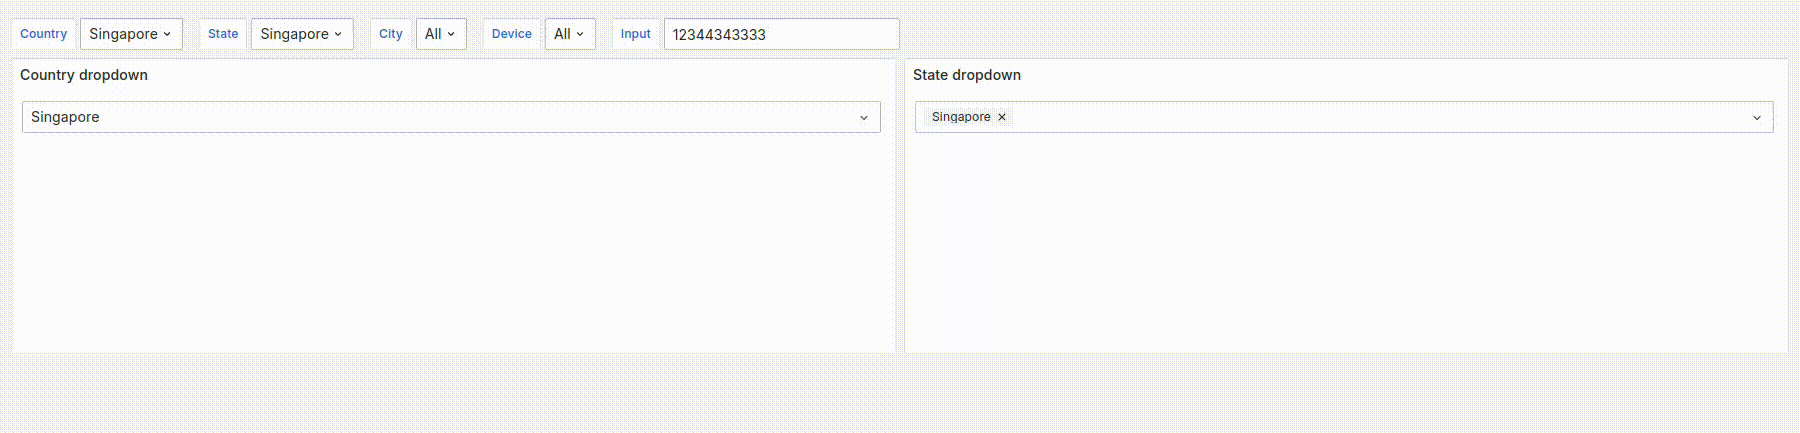 Country Singapore State Singapore City All Device All Input 12344343333
Country dropdown
Singapore
State dropdown
Singapore ×